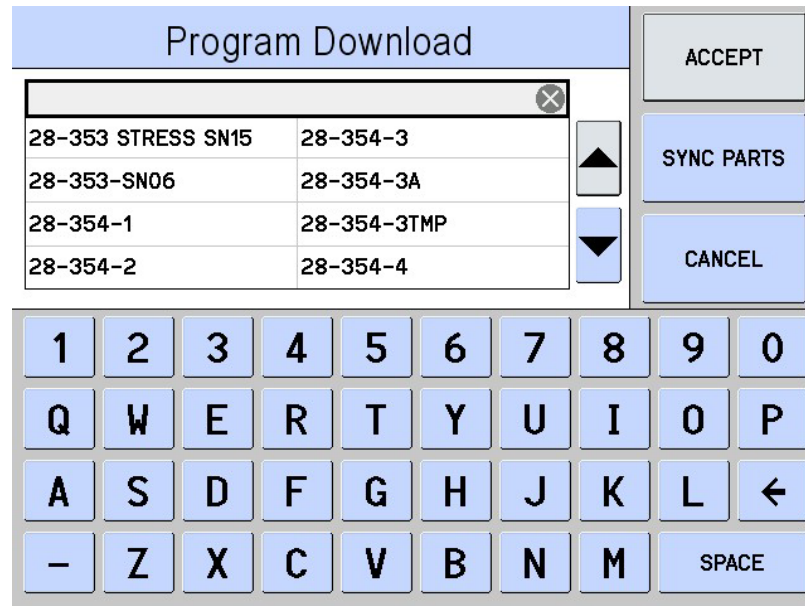 Program Download
ACCEPT
28-353 STRESS SN15 28-354-3
SYNC PARTS
28-353-SN06 28-354-3A
28-354-1 28-354-3TMP
CANCEL
28-354-2 28-354-4
1 2 3 4 5 6 7 8 9 0
Q W E R T Y U I O P
A S D F G H J K L ←
- Z X C V B N M SPACE